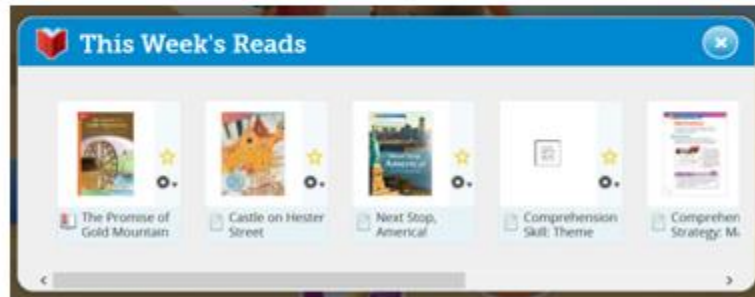 This Week's Reads
The Promise of
Gold Mountain
Castle on Hester
Street
Next Stop,
America!
Comprehension
Skill: Theme
Comprehen
Strategy: M